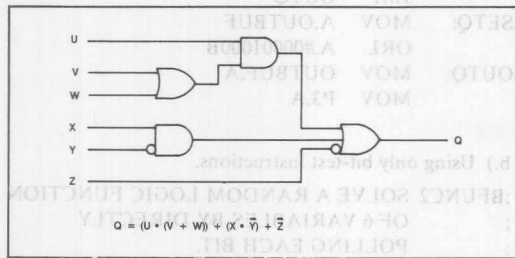 SETQ: MOV A,OUTBUF
U
ORL A,#00001000B
V
OUTQ: MOV OUTBUF,A
W
MOV P3,A
X
Q
Y
b.) Using only bit-test instructions.
Z
;BFUNC2 SOLVE A RANDOM LOGIC FUNCTION
; OF 6 VARIABLES BY DIRECTLY
Q = (U • (V + W)) + (X • Y̅) + Z̅
; POLLING EACH BIT.